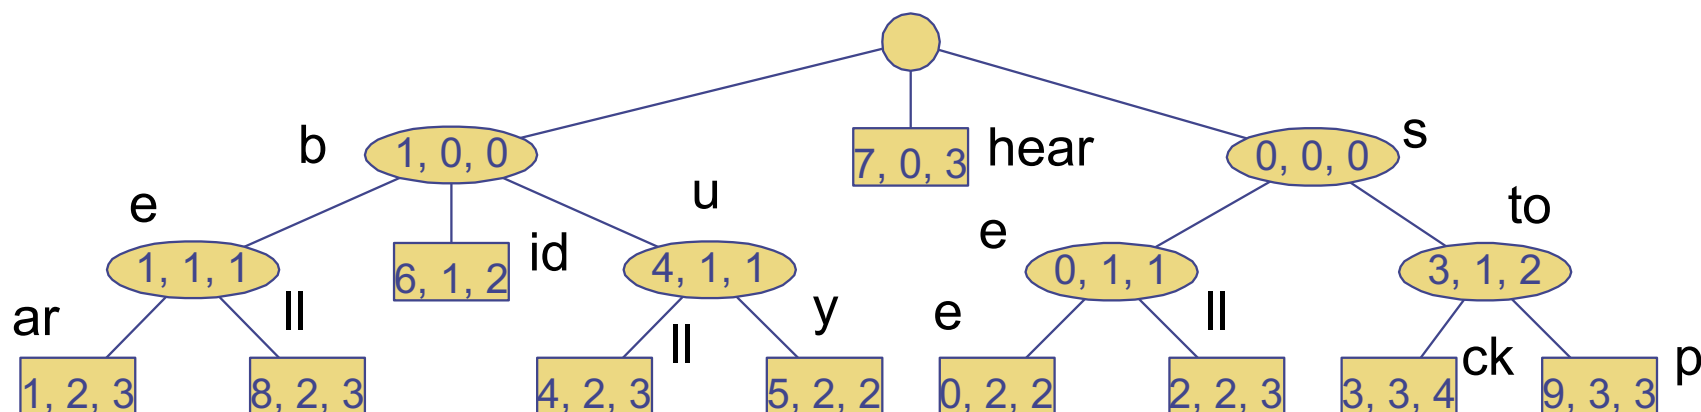 b 1, 0, 0 7, 0, 3 hear 0, 0, 0 s
e u e to
1, 1, 1 6, 1, 2 id 4, 1, 1 0, 1, 1 3, 1, 2
ar ll ll y e ll ck p
1, 2, 3 8, 2, 3 4, 2, 3 5, 2, 2 0, 2, 2 2, 2, 3 3, 3, 4 9, 3, 3